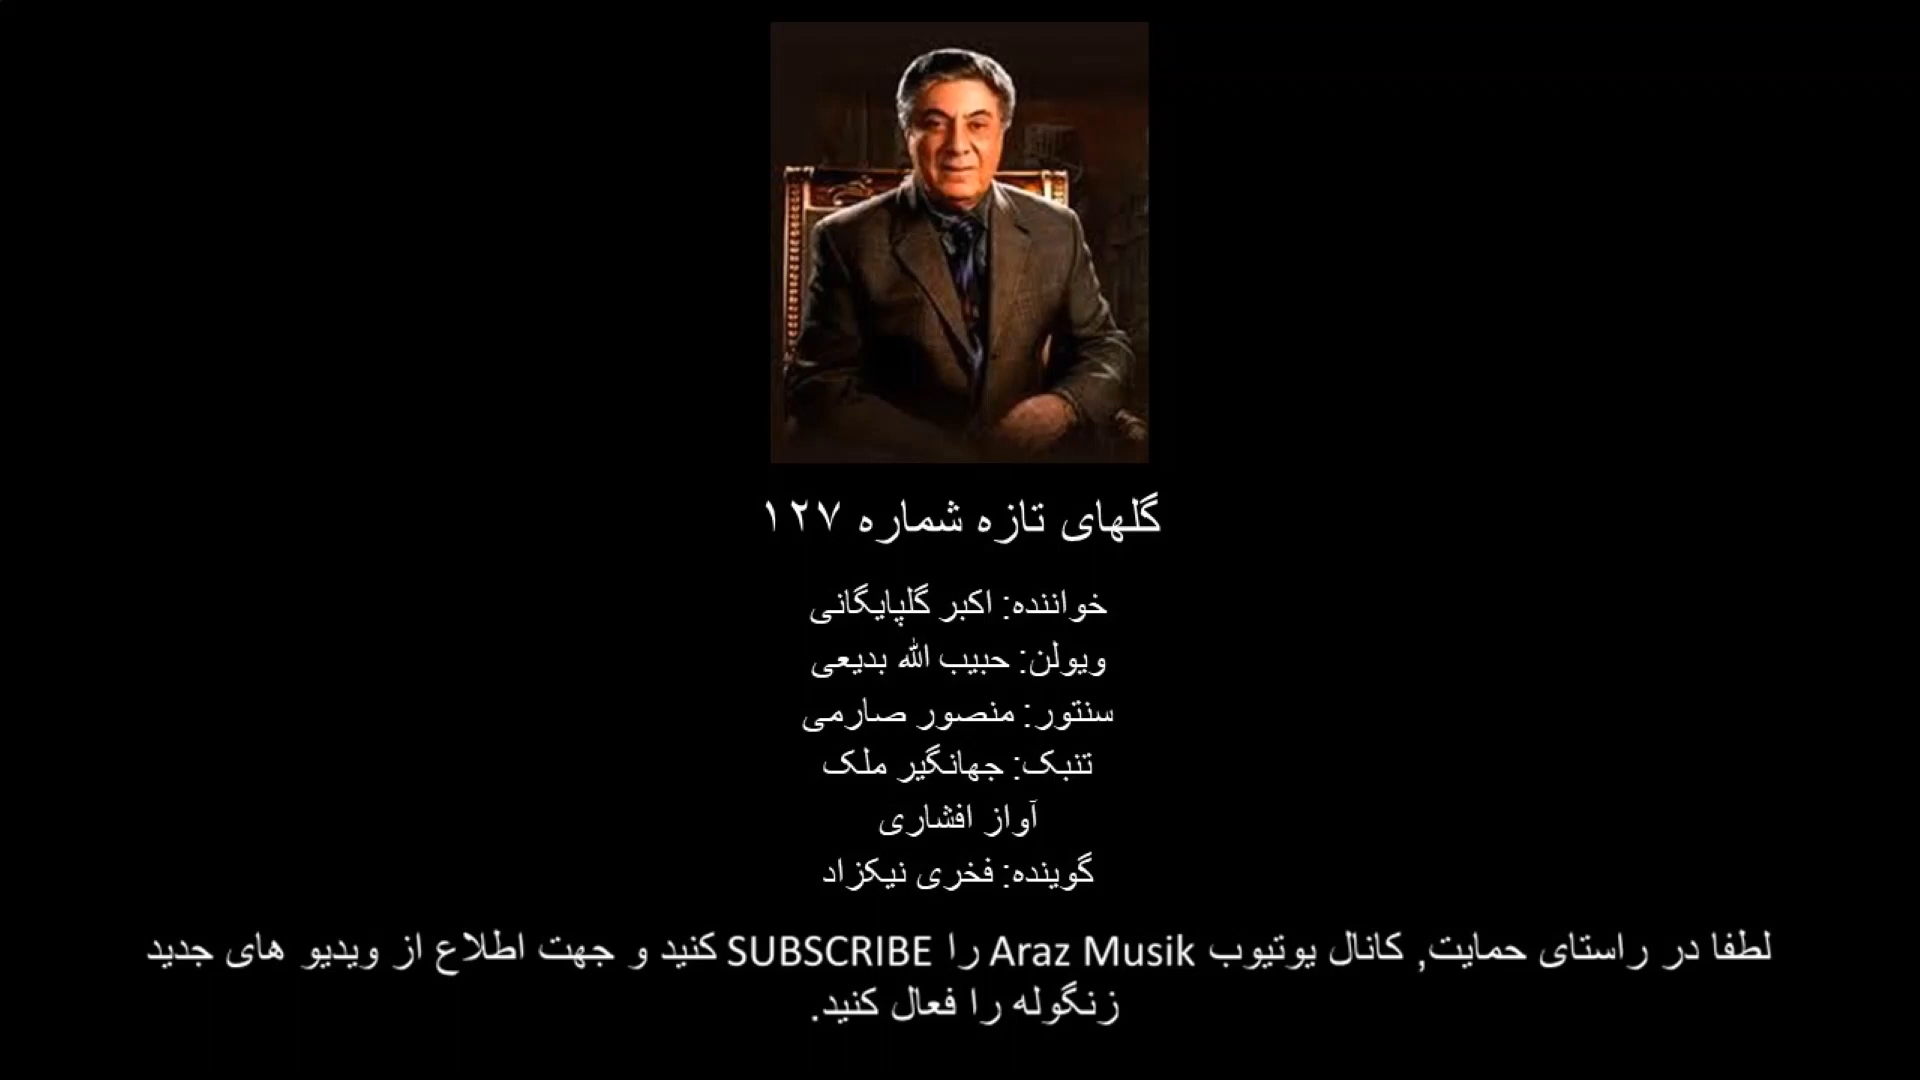 گلهای تازه شماره ۱۲۷
خواننده: اکبر گلپایگانی
ویولن: حبیب الله بدیعی
سنتور: منصور صارمی
تنبک: جهانگیر ملک
آواز افشاری
گوینده: فخری نیکزاد
لطفا در راستای حمایت, کانال یوتیوب Araz Musik را SUBSCRIBE کنید و جهت اطلاع از ویدیو های جدید
زنگوله را فعال کنید.